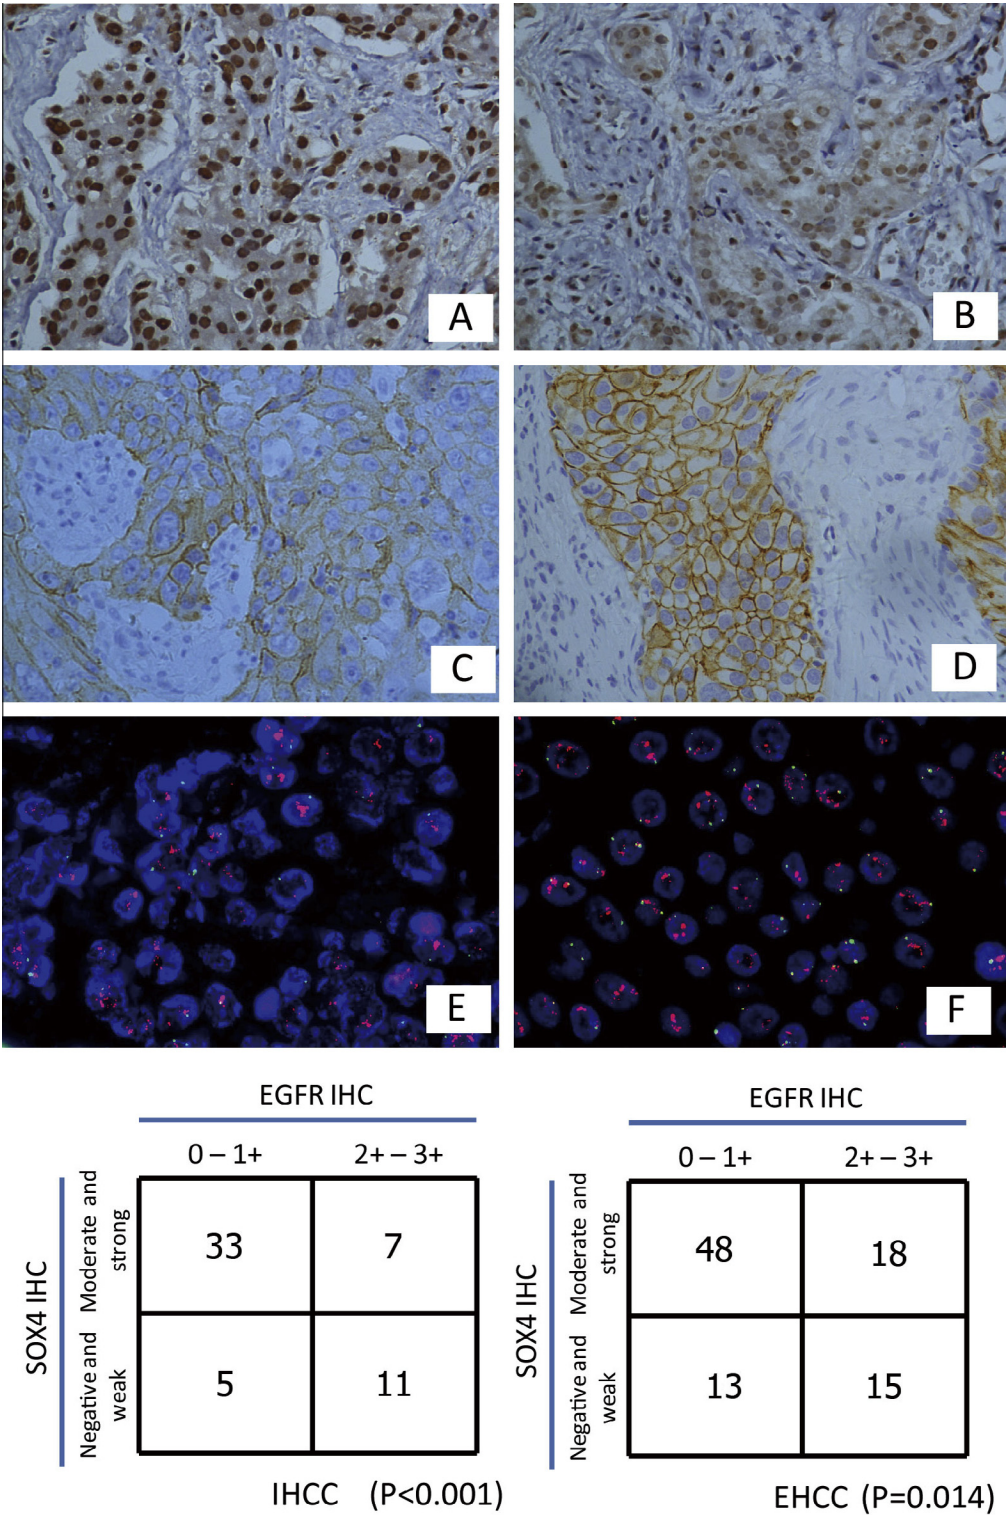 A
B
C
D
E
F
EGFR IHC
0 – 1+ 2+ – 3+
SOX4 IHC
Moderate and
strong
33 7
Negative and
weak
5 11
IHCC (P<0.001)
EGFR IHC
0 – 1+ 2+ – 3+
SOX4 IHC
Moderate and
strong
48 18
Negative and
weak
13 15
EHCC (P=0.014)